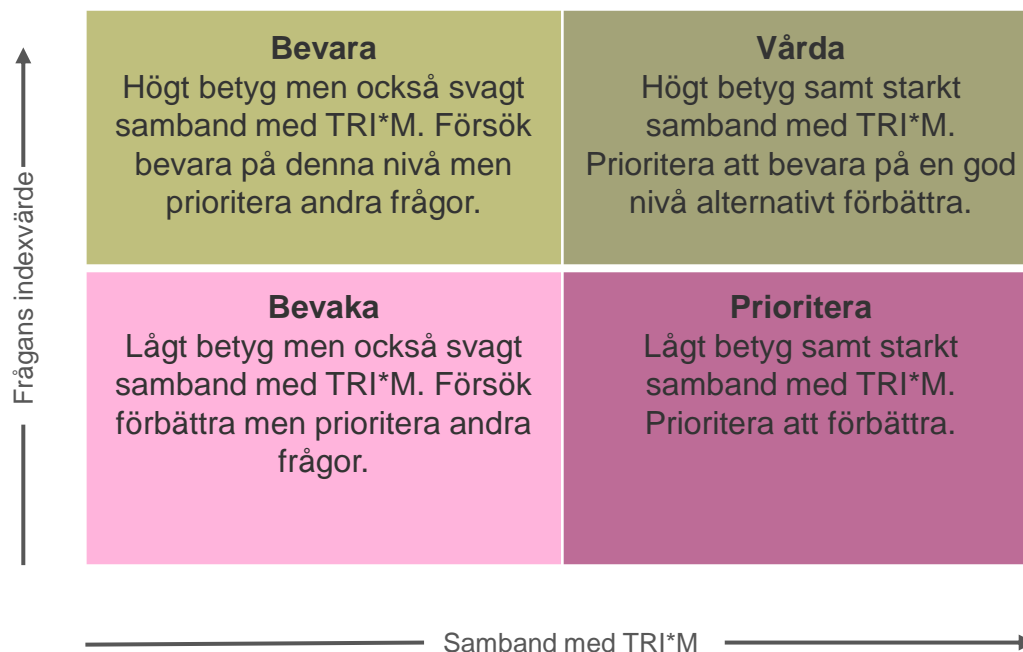 Frågans indexvärde
Bevara
Högt betyg men också svagt
samband med TRI*M. Försök
bevara på denna nivå men
prioritera andra frågor.
Vårda
Högt betyg samt starkt
samband med TRI*M.
Prioritera att bevara på en god
nivå alternativt förbättra.
Bevaka
Lågt betyg men också svagt
samband med TRI*M. Försök
förbättra men prioritera andra
frågor.
Prioritera
Lågt betyg samt starkt
samband med TRI*M.
Prioritera att förbättra.
Samband med TRI*M